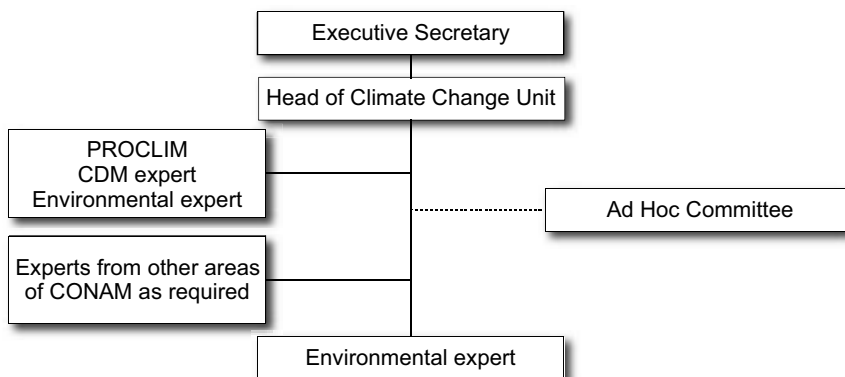 Executive Secretary
Head of Climate Change Unit
PROCLIM
CDM expert
Environmental expert
Ad Hoc Committee
Experts from other areas
of CONAM as required
Environmental expert